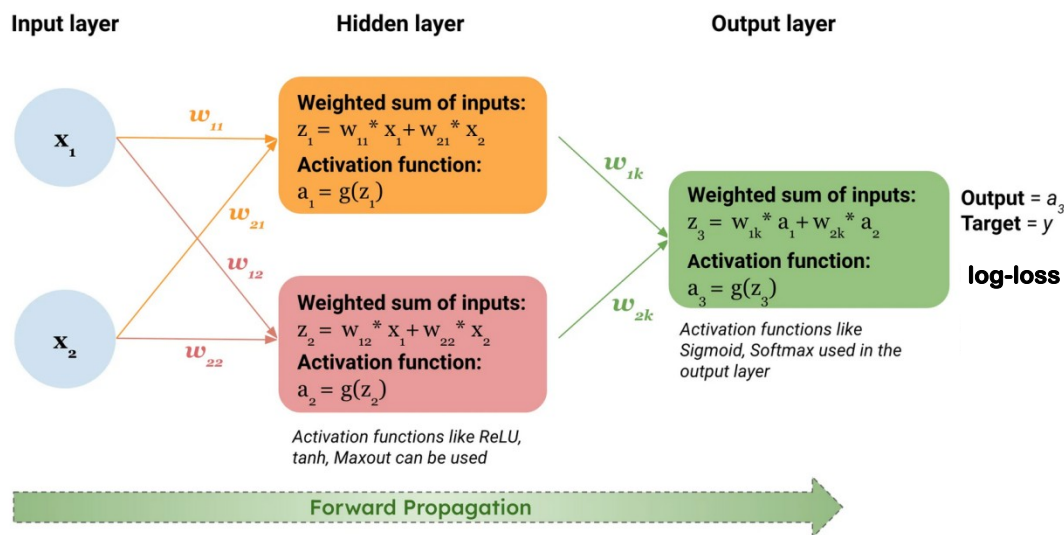 Input layer
Hidden layer
Output layer
x₁
x₂
w₁₁
w₂₁
w₁₂
w₂₂
Weighted sum of inputs:
z₁ = w₁₁* x₁+ w₂₁* x₂
Activation function:
a₁ = g(z₁)
Weighted sum of inputs:
z₂ = w₁₂* x₁+ w₂₂* x₂
Activation function:
a₂ = g(z₂)
Activation functions like ReLU,
tanh, Maxout can be used
w₁ₖ
w₂ₖ
Weighted sum of inputs:
z₃ = w₁ₖ* a₁+ w₂ₖ* a₂
Activation function:
a₃ = g(z₃)
Activation functions like
Sigmoid, Softmax used in the
output layer
Output = a₃
Target = y
log-loss
Forward Propagation